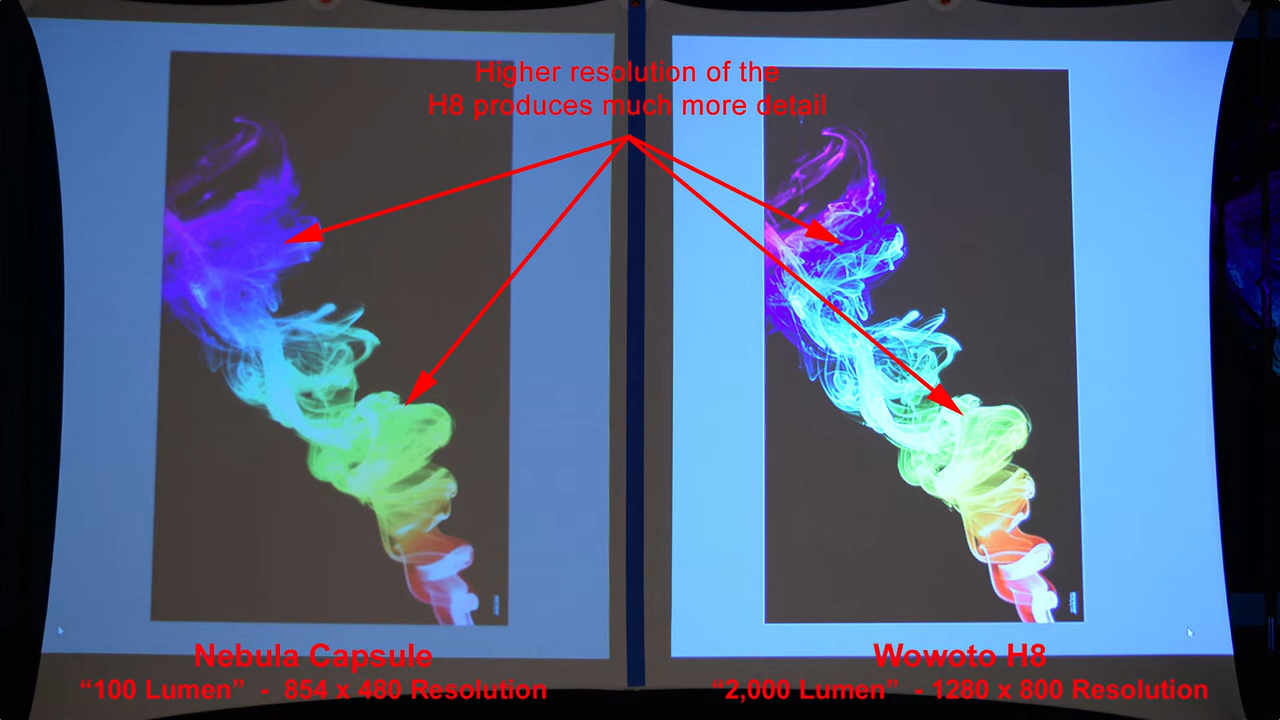 Higher resolution of the
H8 produces much more detail
Nebula Capsule
“100 Lumen” - 854 x 480 Resolution
Wowoto H8
“2,000 Lumen” - 1280 x 800 Resolution